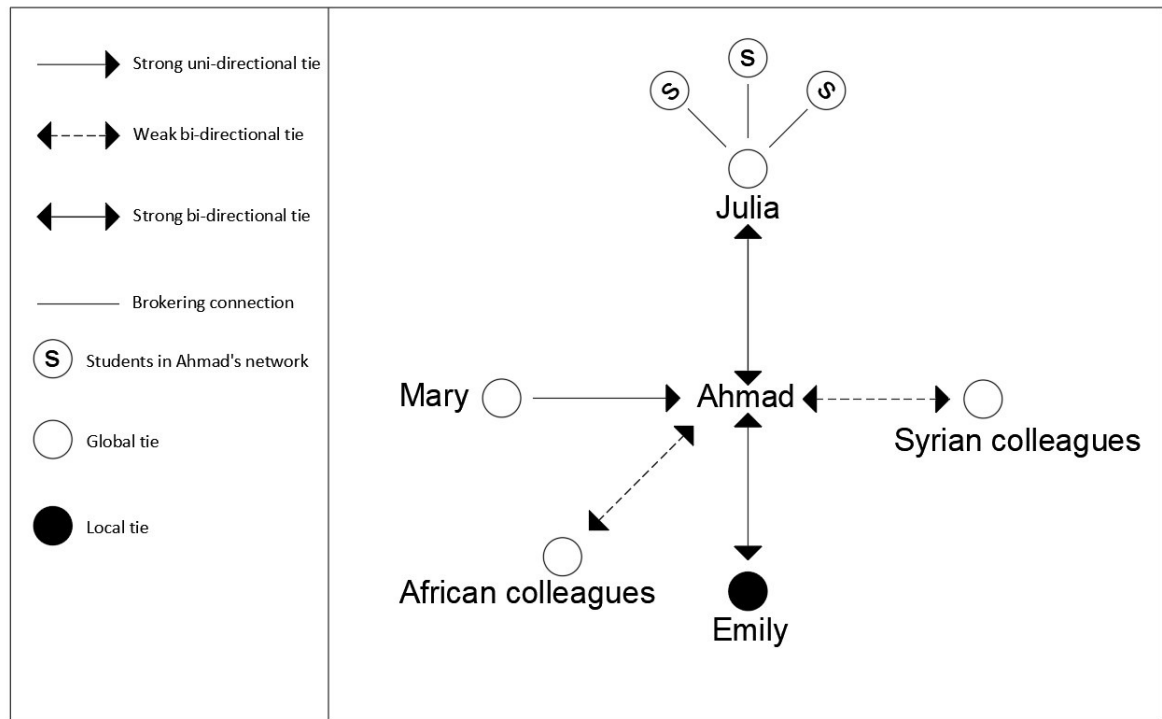 Strong uni-directional tie
Weak bi-directional tie
Strong bi-directional tie
Brokering connection
S Students in Ahmad's network
Global tie
Local tie
S
S
S
Julia
Mary
Ahmad
Syrian colleagues
African colleagues
Emily